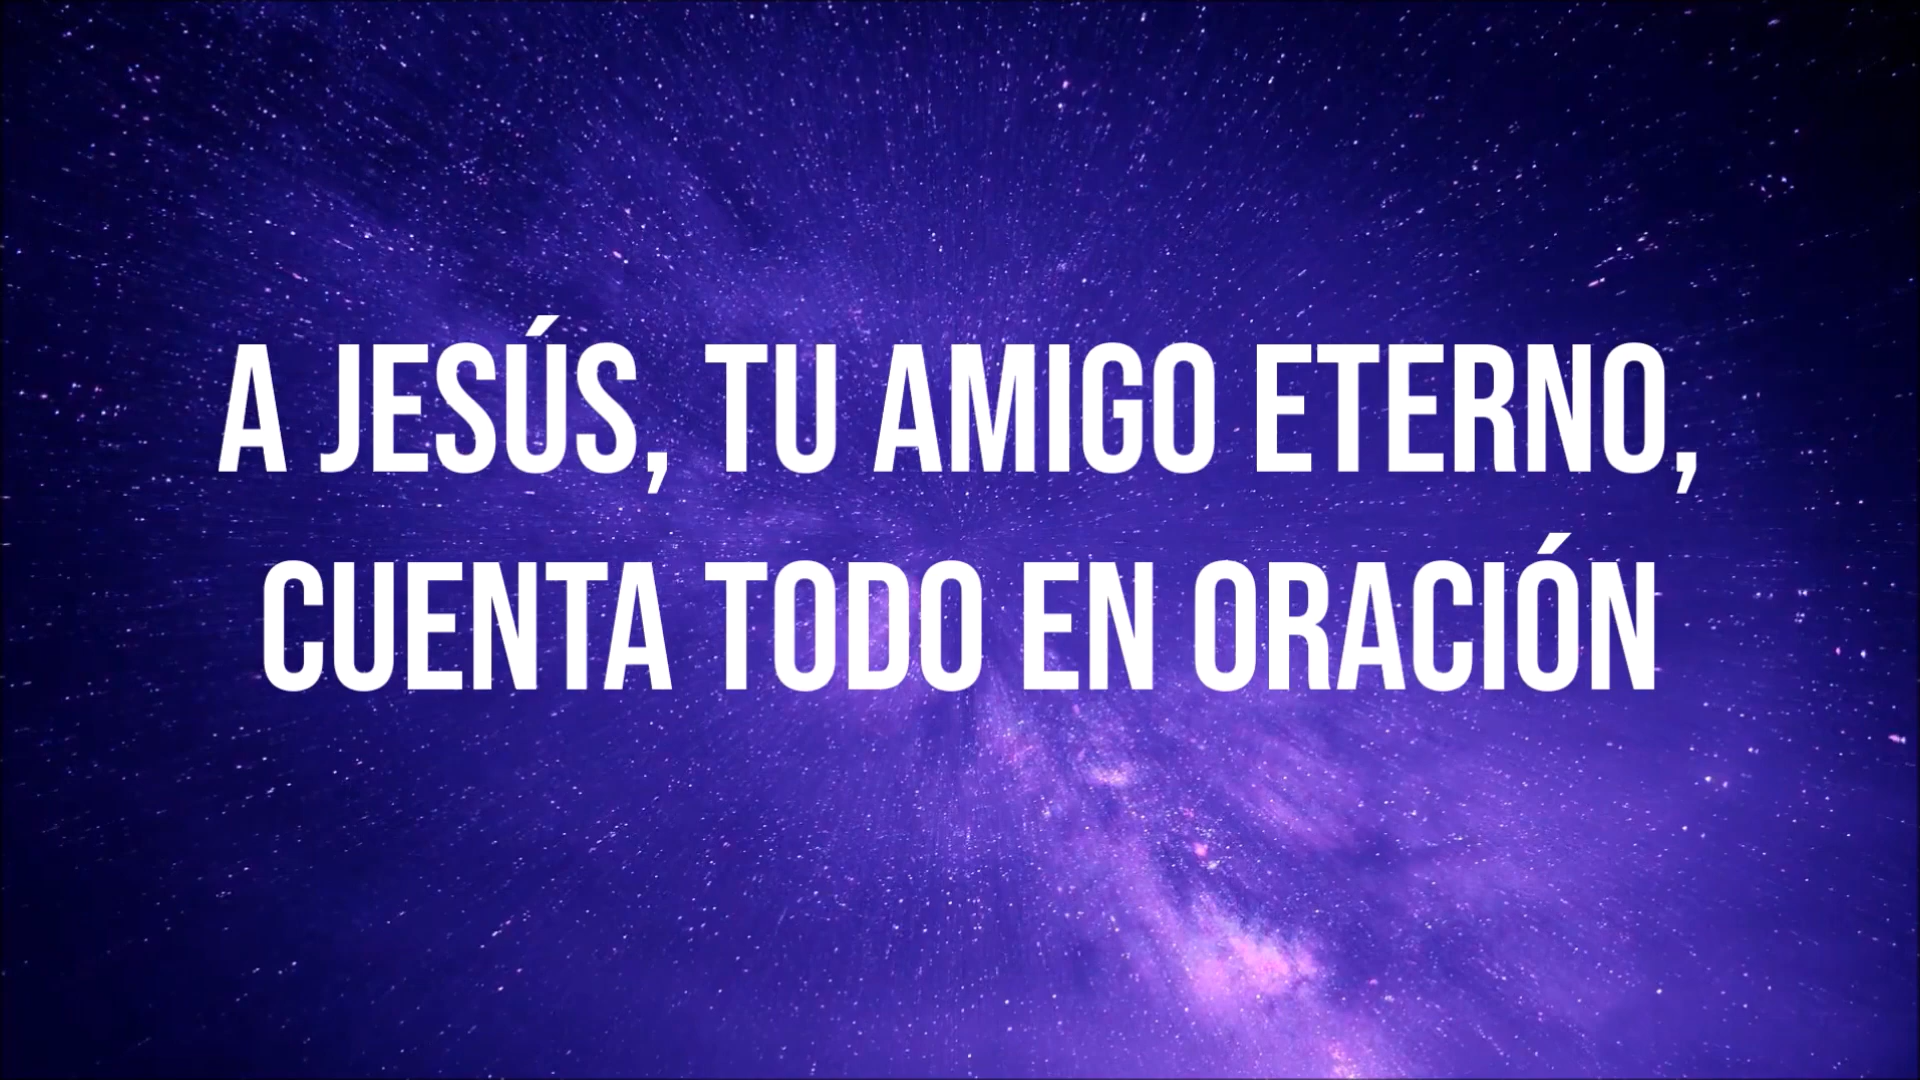 A JESÚS, TU AMIGO ETERNO,
CUENTA TODO EN ORACIÓN